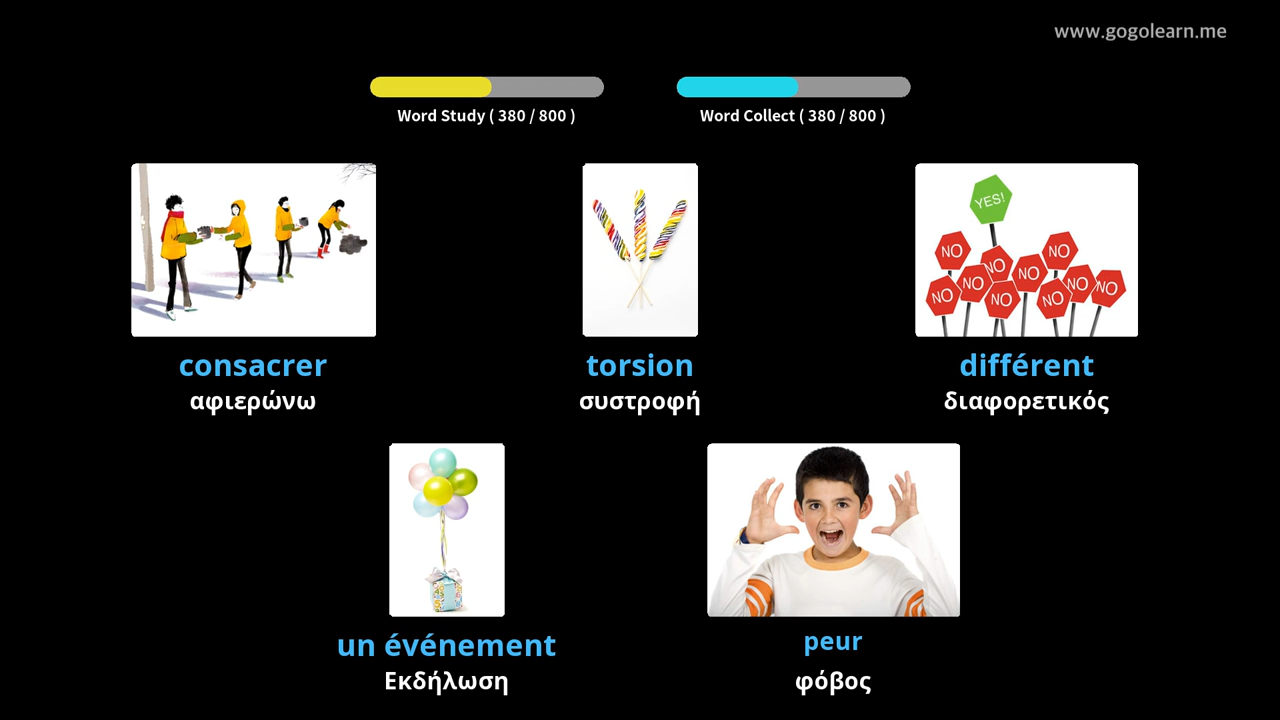 www.gogolearn.me
Word Study ( 380 / 800 )
Word Collect ( 380 / 800 )
YES!
NO
NO
NO
NO
NO
NO
NO
NO
NO
NO
consacrer
αφιερώνω
torsion
συστροφή
différent
διαφορετικός
un événement
Εκδήλωση
peur
φόβος